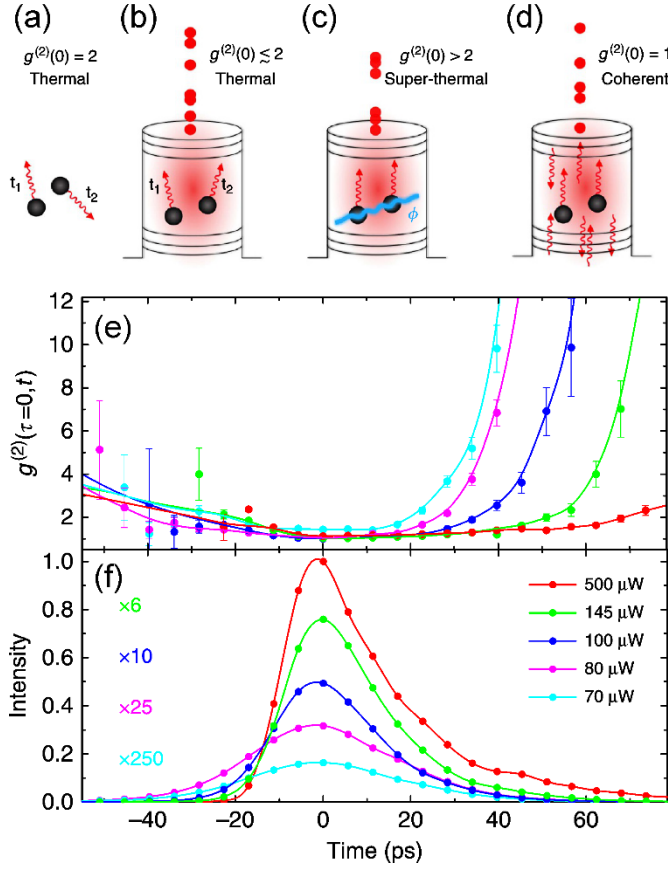 (a)
g(2)(0) = 2
Thermal
t1
t2
(b)
g(2)(0) ≲ 2
Thermal
t1
t2
(c)
g(2)(0) > 2
Super-thermal
ϕ
(d)
g(2)(0) = 1
Coherent
(e)
12
10
8
6
4
2
g(2)(τ=0,t)
(f)
1.0
0.8
0.6
0.4
0.2
0.0
Intensity
×6
×10
×25
×250
500 μW
145 μW
100 μW
80 μW
70 μW
−40 −20 0 20 40 60
Time (ps)